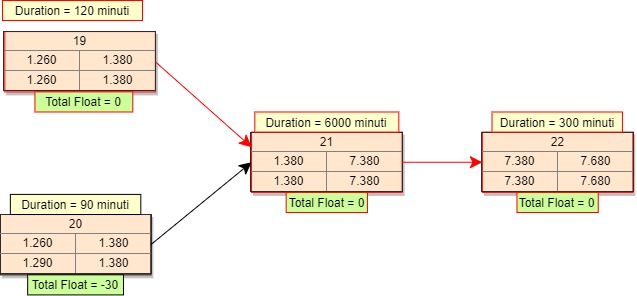 Duration = 120 minuti
19
1.260 1.380
1.260 1.380
Total Float = 0
Duration = 90 minuti
20
1.260 1.380
1.290 1.380
Total Float = -30
Duration = 6000 minuti
21
1.380 7.380
1.380 7.380
Total Float = 0
Duration = 300 minuti
22
7.380 7.680
7.380 7.680
Total Float = 0